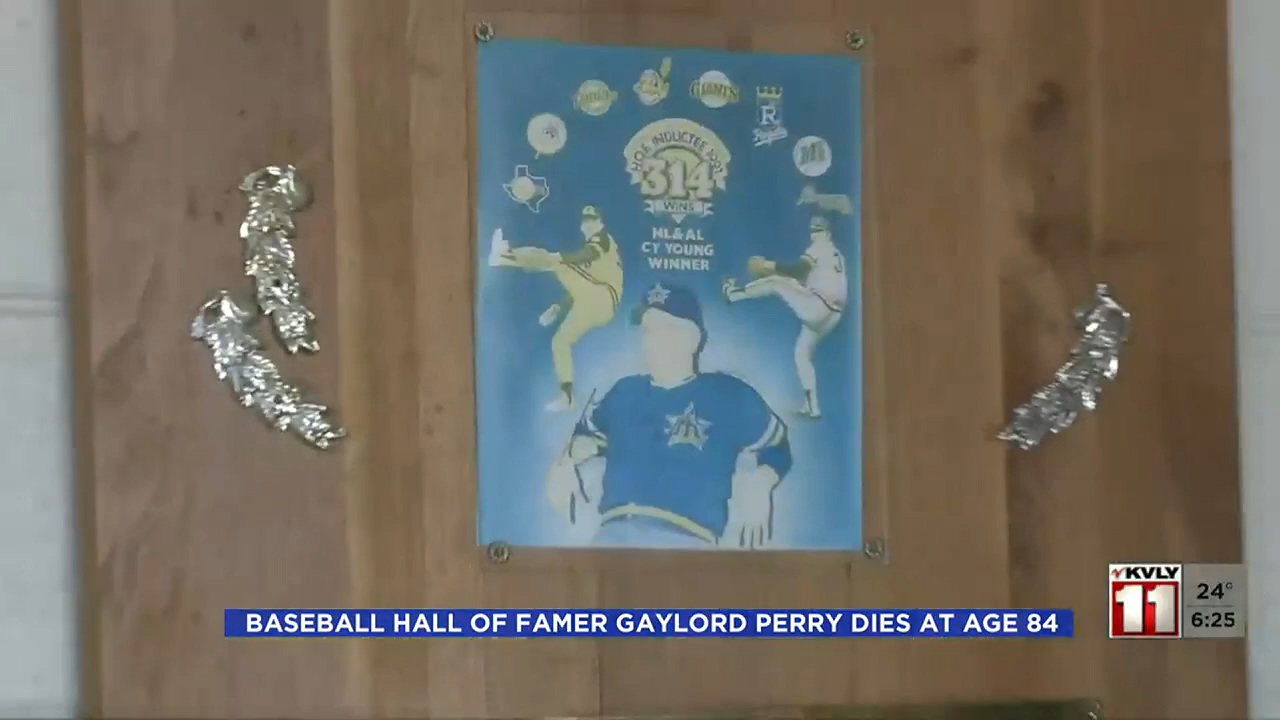 GIANTS
R
Royals
H.O.F. INDUCTEE 1991
314
WINS
NL & AL
CY YOUNG
WINNER
BASEBALL HALL OF FAMER GAYLORD PERRY DIES AT AGE 84
KVLY
11
24°
6:25